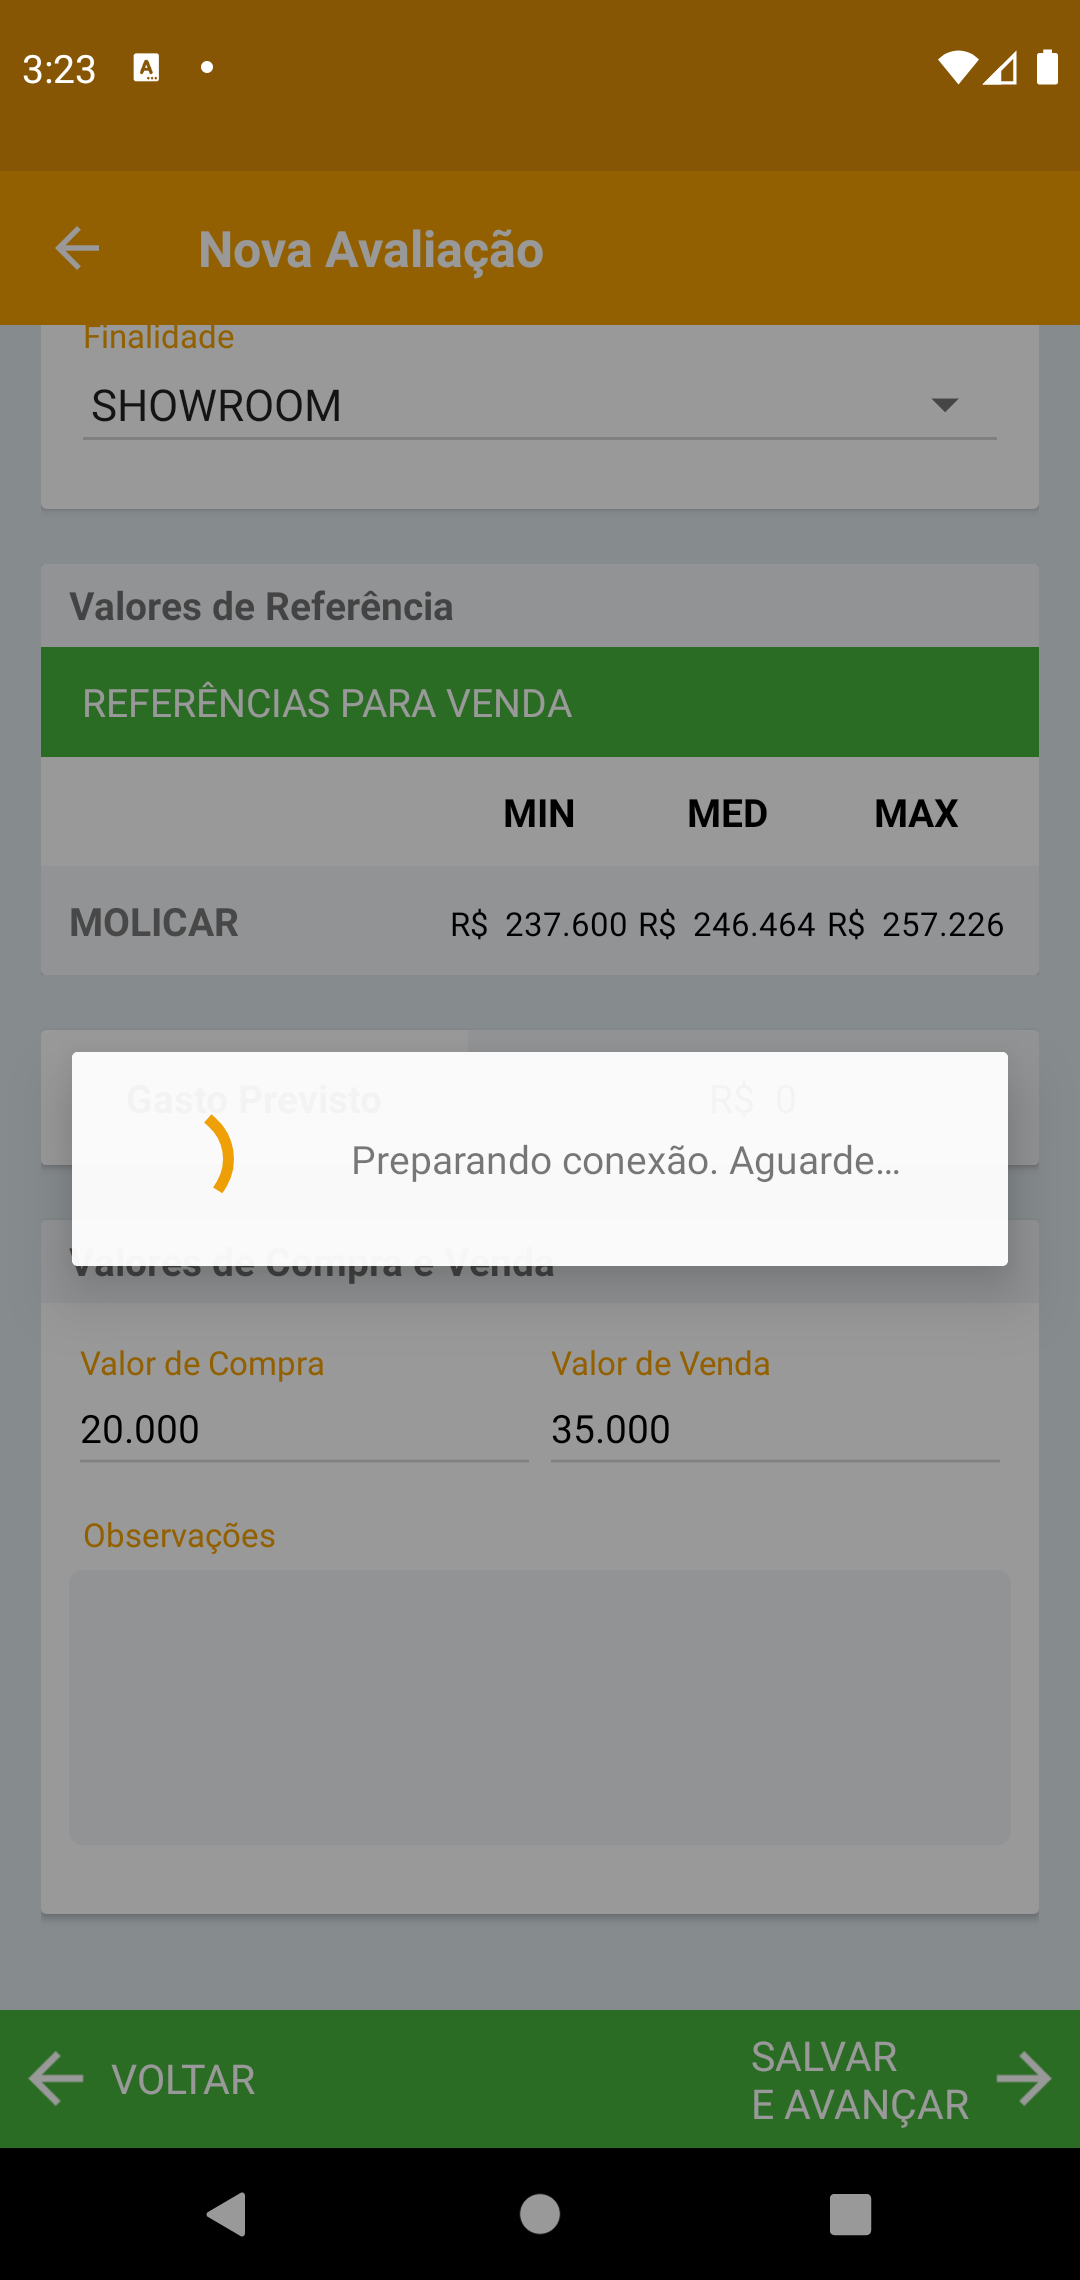 3:23
Nova Avaliação
Finalidade
SHOWROOM
Valores de Referência
REFERÊNCIAS PARA VENDA
MIN MED MAX
MOLICAR R$ 237.600 R$ 246.464 R$ 257.226
Gasto Previsto R$ 0
Preparando conexão. Aguarde...
Valores de Compra e Venda
Valor de Compra Valor de Venda
20.000 35.000
Observações
VOLTAR
SALVAR
E AVANÇAR